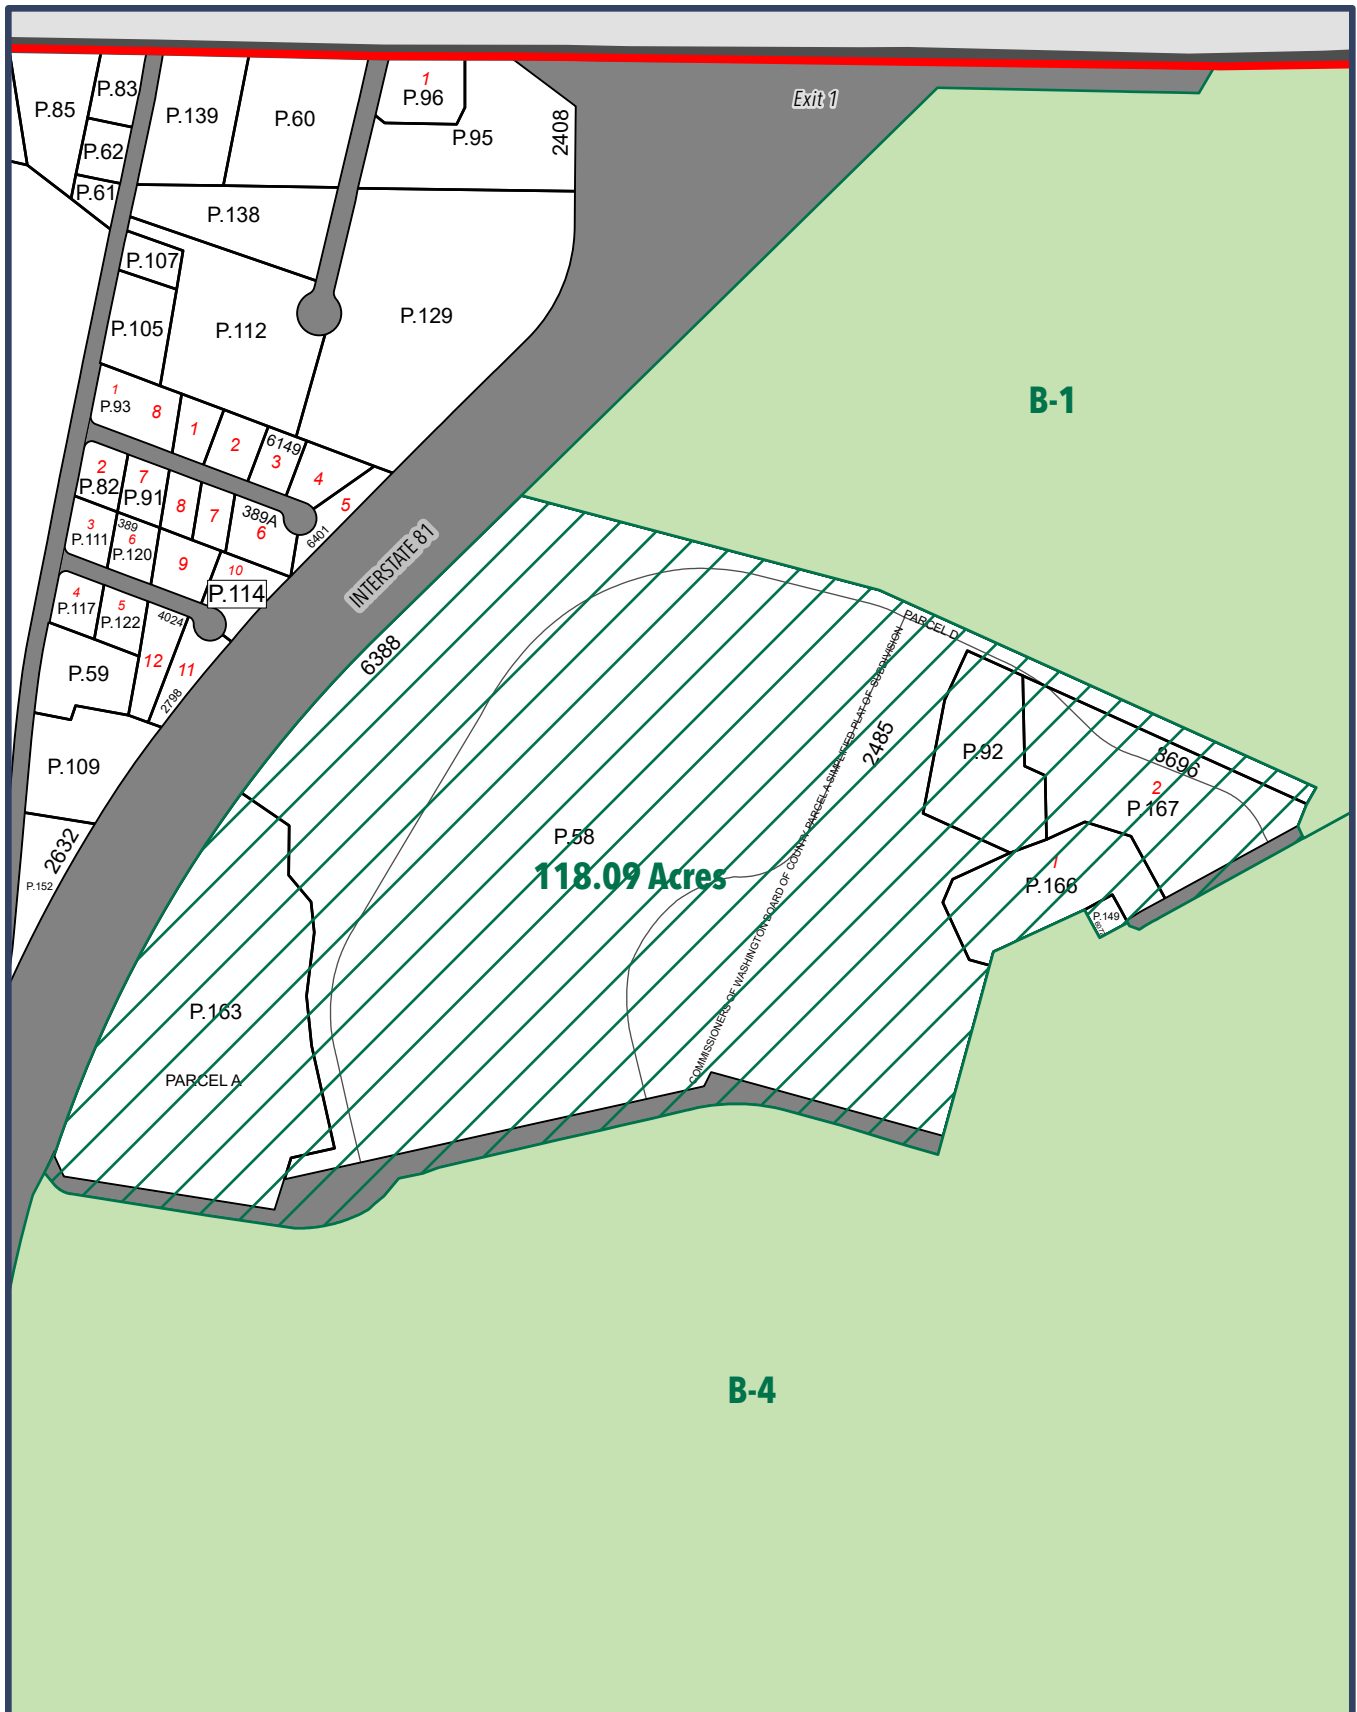 Exit 1
P.85
P.83
P.139
P.60
1
P.96
P.95
2408
P.62
P.61
P.138
P.107
P.105
P.112
P.129
B-1
1
P.93
8
1
2
6149
3
4
5
2
P.82
7
P.91
8
7
389A
6
6401
3
P.111
389
6
P.120
9
10
P.114
INTERSTATE 81
4
P.117
5
P.122
4024
12
11
2798
P.59
6388
PARCEL D
COMMISSIONERS OF WASHINGTON BOARD OF COUNTY PARCEL A SIMPLIFIED PLAT OF SUBDIVISION
2485
P.92
8696
2
P.167
P.109
2632
P.152
P.58
118.09 Acres
1
P.166
P.149
P.163
PARCEL A
B-4